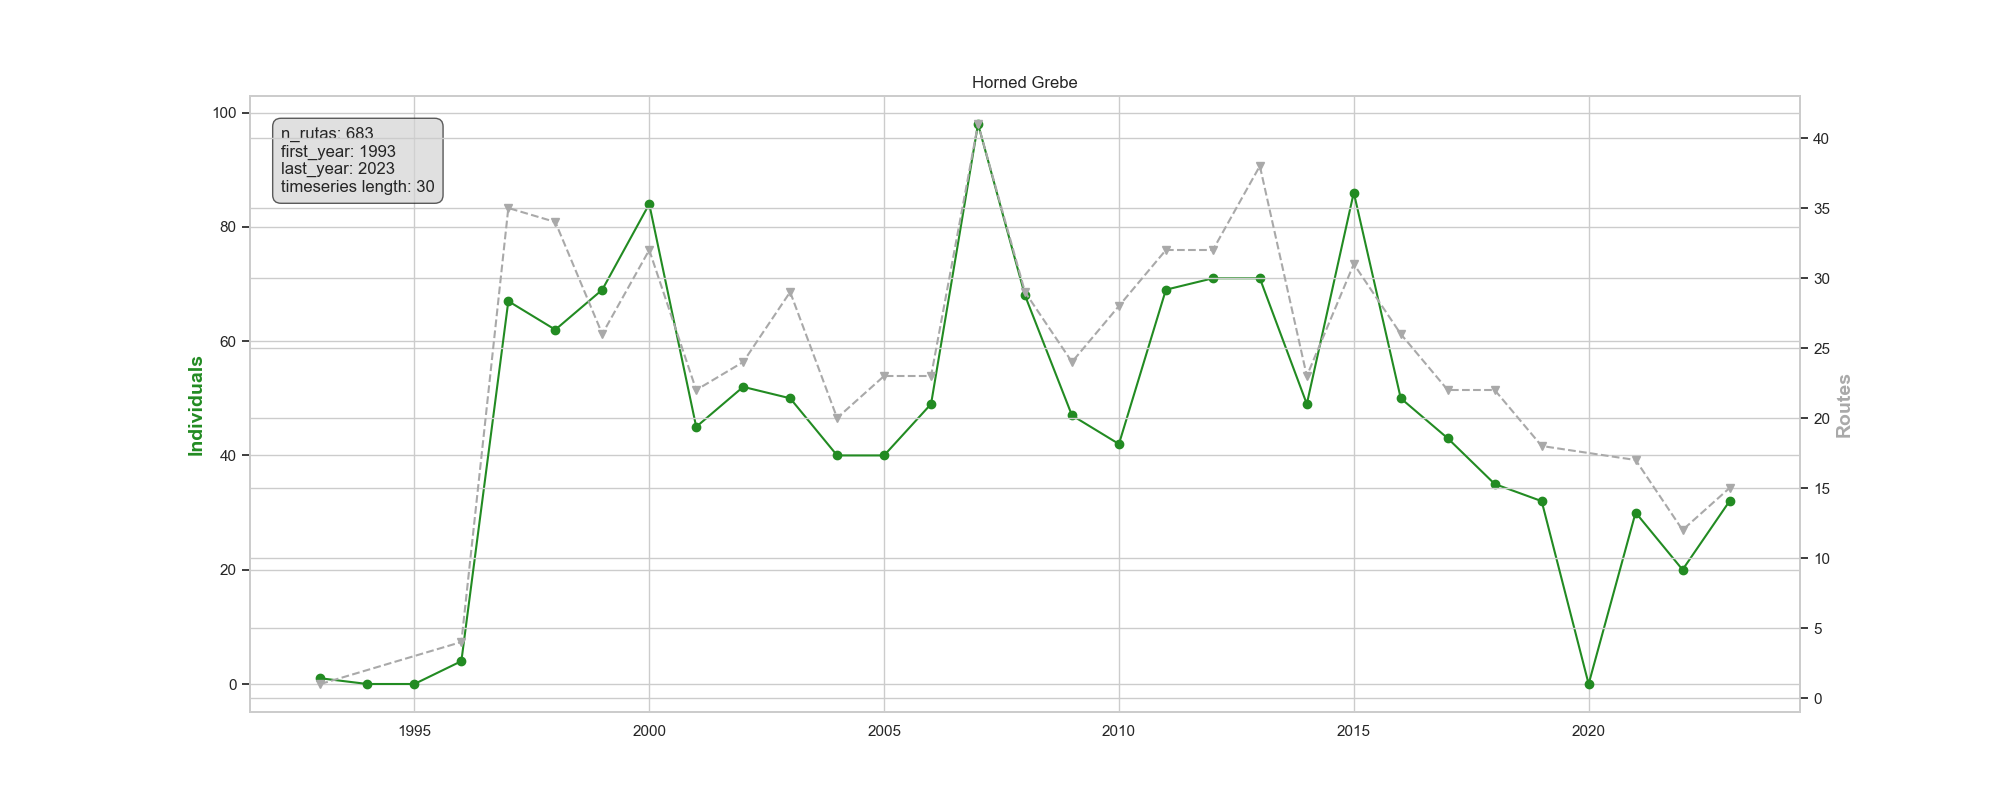 Horned Grebe
n_rutas: 683
first_year: 1993
last_year: 2023
timeseries length: 30
Individuals
100
80
60
40
20
0
Routes
40
35
30
25
20
15
10
5
0
1995 2000 2005 2010 2015 2020